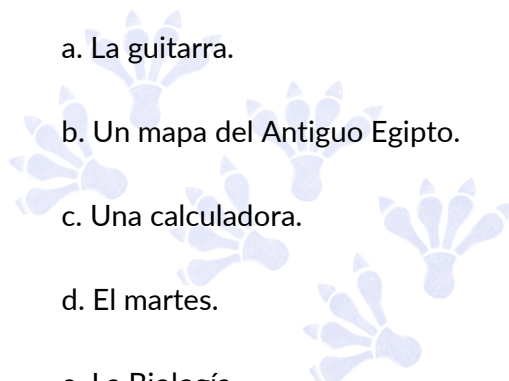 a. La guitarra.
b. Un mapa del Antiguo Egipto.
c. Una calculadora.
d. El martes.
e. La Biología